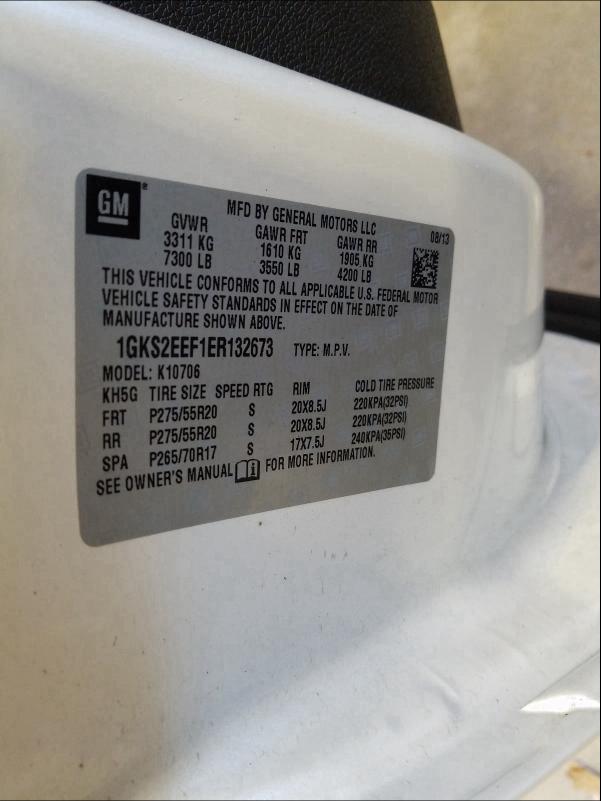 GM
MFD BY GENERAL MOTORS LLC
08/13
GVWR GAWR FRT GAWR RR
3311 KG 1610 KG 1905 KG
7300 LB 3550 LB 4200 LB
THIS VEHICLE CONFORMS TO ALL APPLICABLE U.S. FEDERAL MOTOR
VEHICLE SAFETY STANDARDS IN EFFECT ON THE DATE OF
MANUFACTURE SHOWN ABOVE.
1GKS2EEF1ER132673 TYPE: M.P.V.
MODEL: K10706
KH5G TIRE SIZE SPEED RTG RIM COLD TIRE PRESSURE
FRT P275/55R20 S 20X8.5J 220KPA(32PSI)
RR P275/55R20 S 20X8.5J 220KPA(32PSI)
SPA P265/70R17 S 17X7.5J 240KPA(35PSI)
SEE OWNER'S MANUAL FOR MORE INFORMATION.